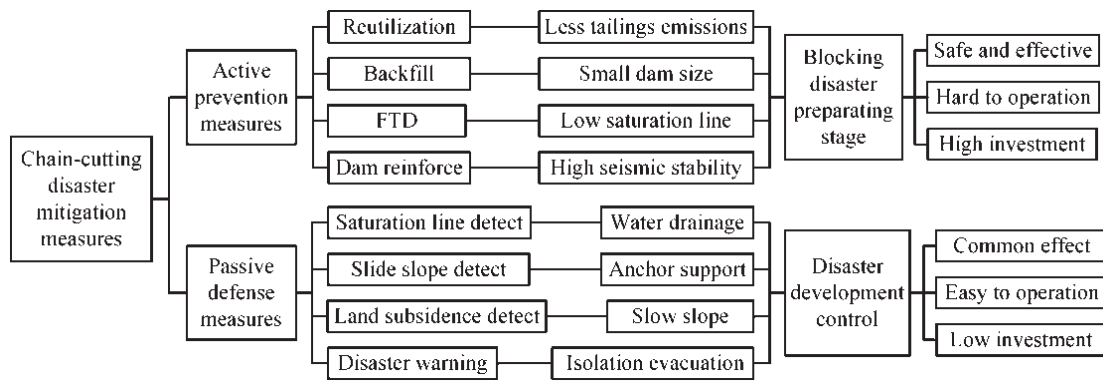 Chain-cutting
disaster
mitigation
measures
Active
prevention
measures
Reutilization
Less tailings emissions
Backfill
Small dam size
FTD
Low saturation line
Dam reinforce
High seismic stability
Blocking
disaster
preparating
stage
Safe and effective
Hard to operation
High investment
Passive
defense
measures
Saturation line detect
Water drainage
Slide slope detect
Anchor support
Land subsidence detect
Slow slope
Disaster warning
Isolation evacuation
Disaster
development
control
Common effect
Easy to operation
Low investment